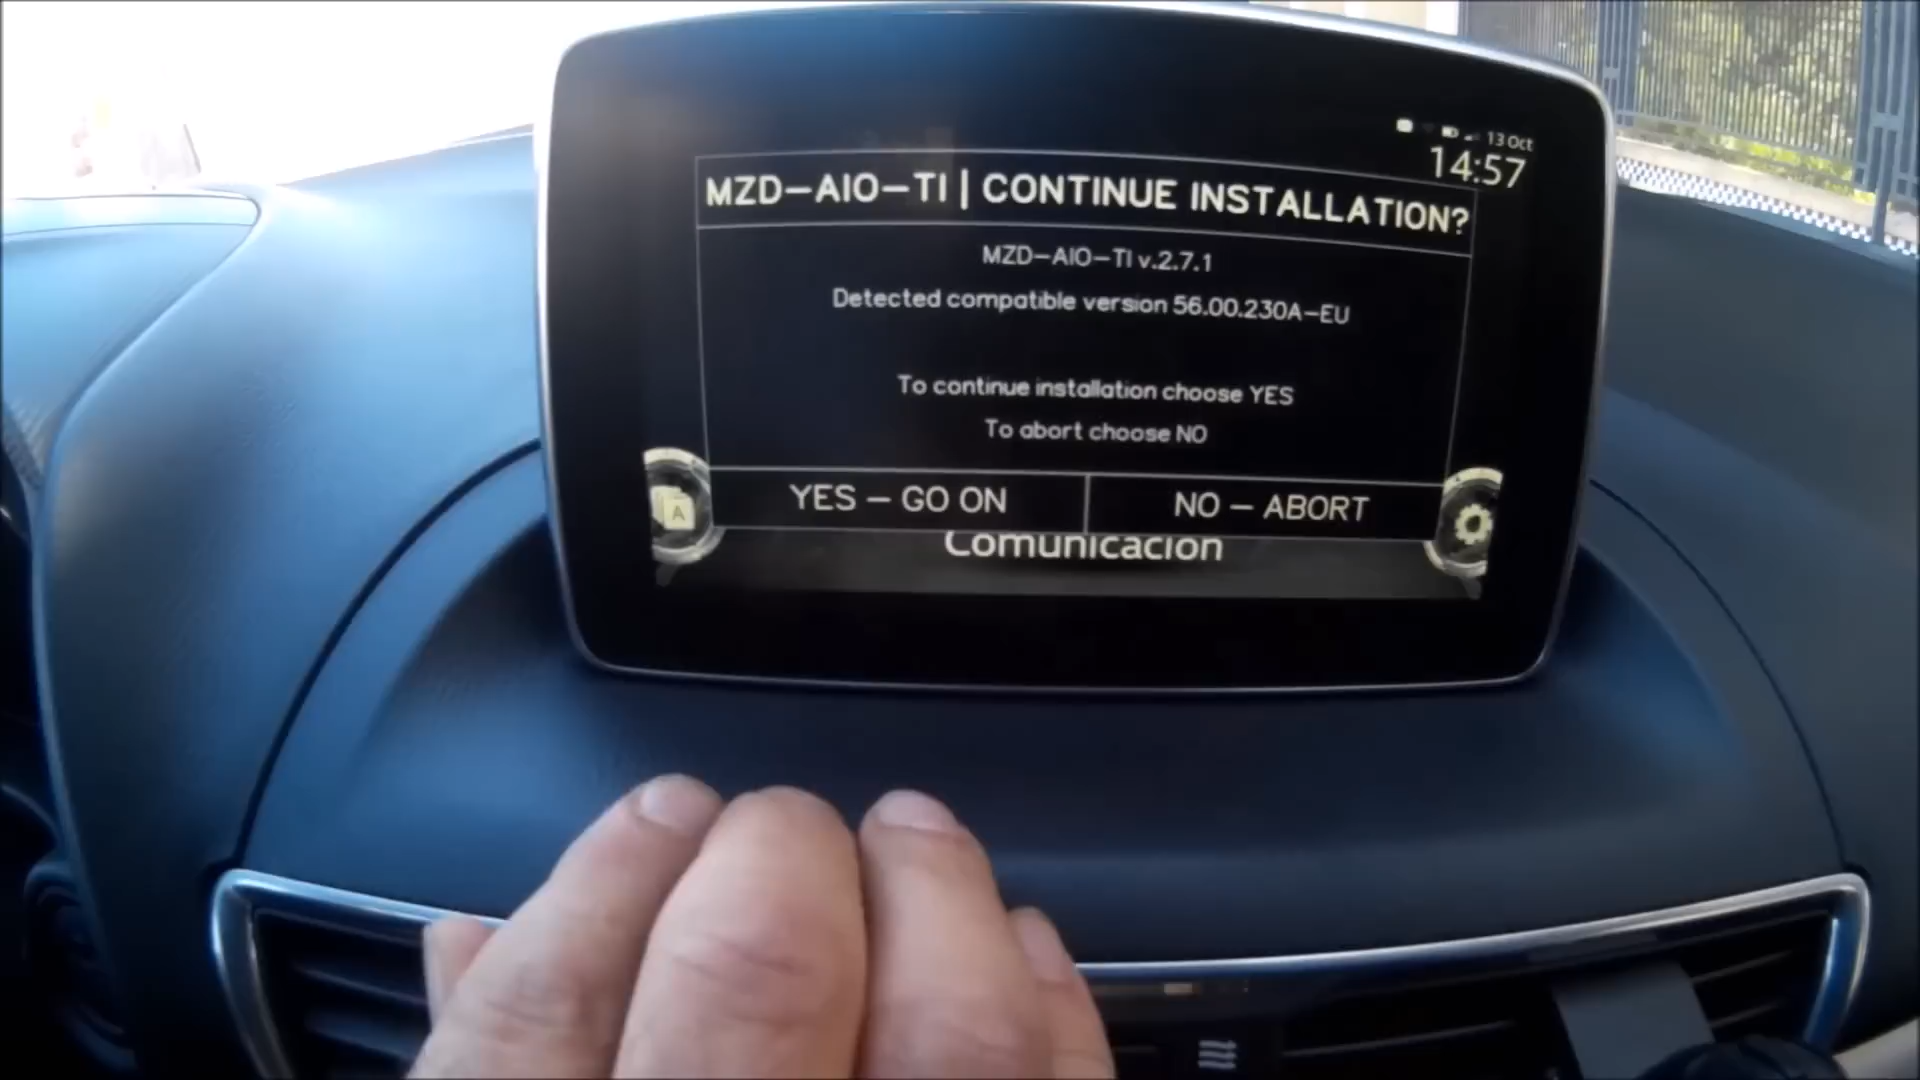 13 Oct
14:57
MZD-AIO-TI | CONTINUE INSTALLATION?
MZD-AIO-TI v.2.7.1
Detected compatible version 56.00.230A-EU
To continue installation choose YES
To abort choose NO
YES - GO ON
NO - ABORT
A
Comunicación